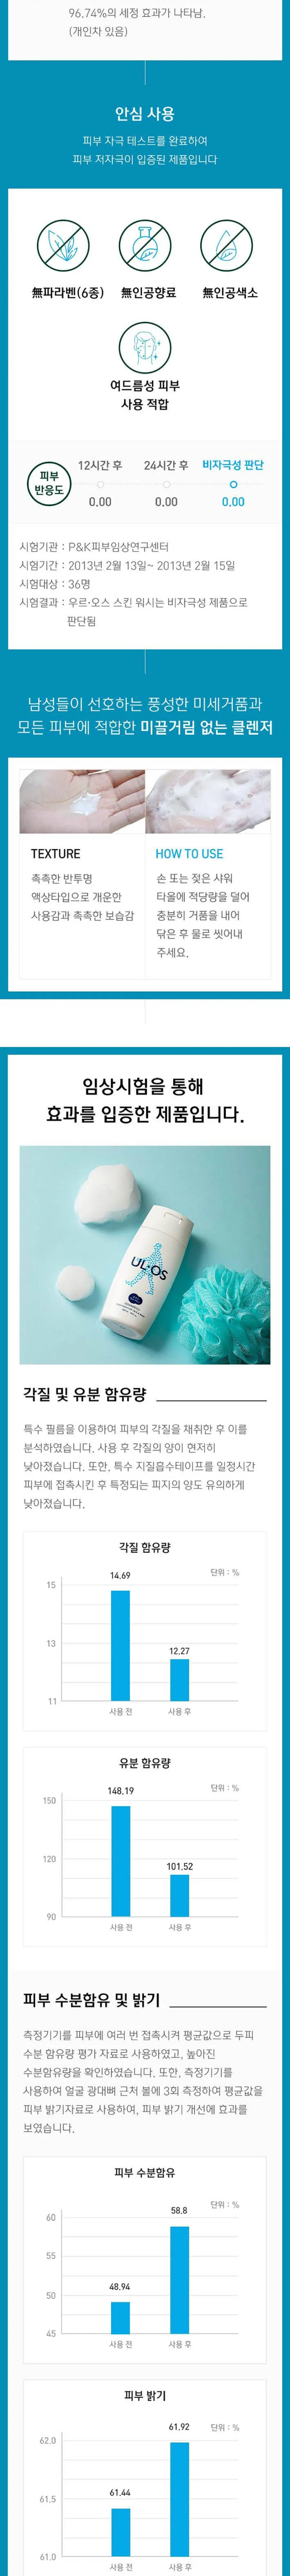 96.74%의 세정 효과가 나타남.
(개인차 있음)
안심 사용
피부 자극 테스트를 완료하여
피부 저자극이 입증된 제품입니다
無파라벤(6종) 無인공향료 無인공색소
여드름성 피부
사용 적합
피부
반응도
12시간 후 24시간 후 비자극성 판단
0.00 0.00 0.00
시험기관 : P&K피부임상연구센터
시험기간 : 2013년 2월 13일~ 2013년 2월 15일
시험대상 : 36명
시험결과 : 우르·오스 스킨 워시는 비자극성 제품으로
판단됨
남성들이 선호하는 풍성한 미세거품과
모든 피부에 적합한 미끌거림 없는 클렌저
TEXTURE
촉촉한 반투명
액상타입으로 개운한
사용감과 촉촉한 보습감
HOW TO USE
손 또는 젖은 샤워
타올에 적당량을 덜어
충분히 거품을 내어
닦은 후 물로 씻어내
주세요.
임상시험을 통해
효과를 입증한 제품입니다.
UL·OS
각질 및 유분 함유량
특수 필름을 이용하여 피부의 각질을 채취한 후 이를
분석하였습니다. 사용 후 각질의 양이 현저히
낮아졌습니다. 또한, 특수 지질흡수테이프를 일정시간
피부에 접촉시킨 후 특정되는 피지의 양도 유의하게
낮아졌습니다.
각질 함유량
단위 : %
15
13
11
14.69
12.27
사용 전 사용 후
유분 함유량
단위 : %
150
120
90
148.19
101.52
사용 전 사용 후
피부 수분함유 및 밝기
측정기기를 피부에 여러 번 접촉시켜 평균값으로 두피
수분 함유량 평가 자료로 사용하였고, 높아진
수분함유량을 확인하였습니다. 또한, 측정기기를
사용하여 얼굴 광대뼈 근처 볼에 3회 측정하여 평균값을
피부 밝기자료로 사용하여, 피부 밝기 개선에 효과를
보였습니다.
피부 수분함유
단위 : %
60
55
50
45
48.94
58.8
사용 전 사용 후
피부 밝기
단위 : %
62.0
61.5
61.0
61.44
61.92
사용 전 사용 후